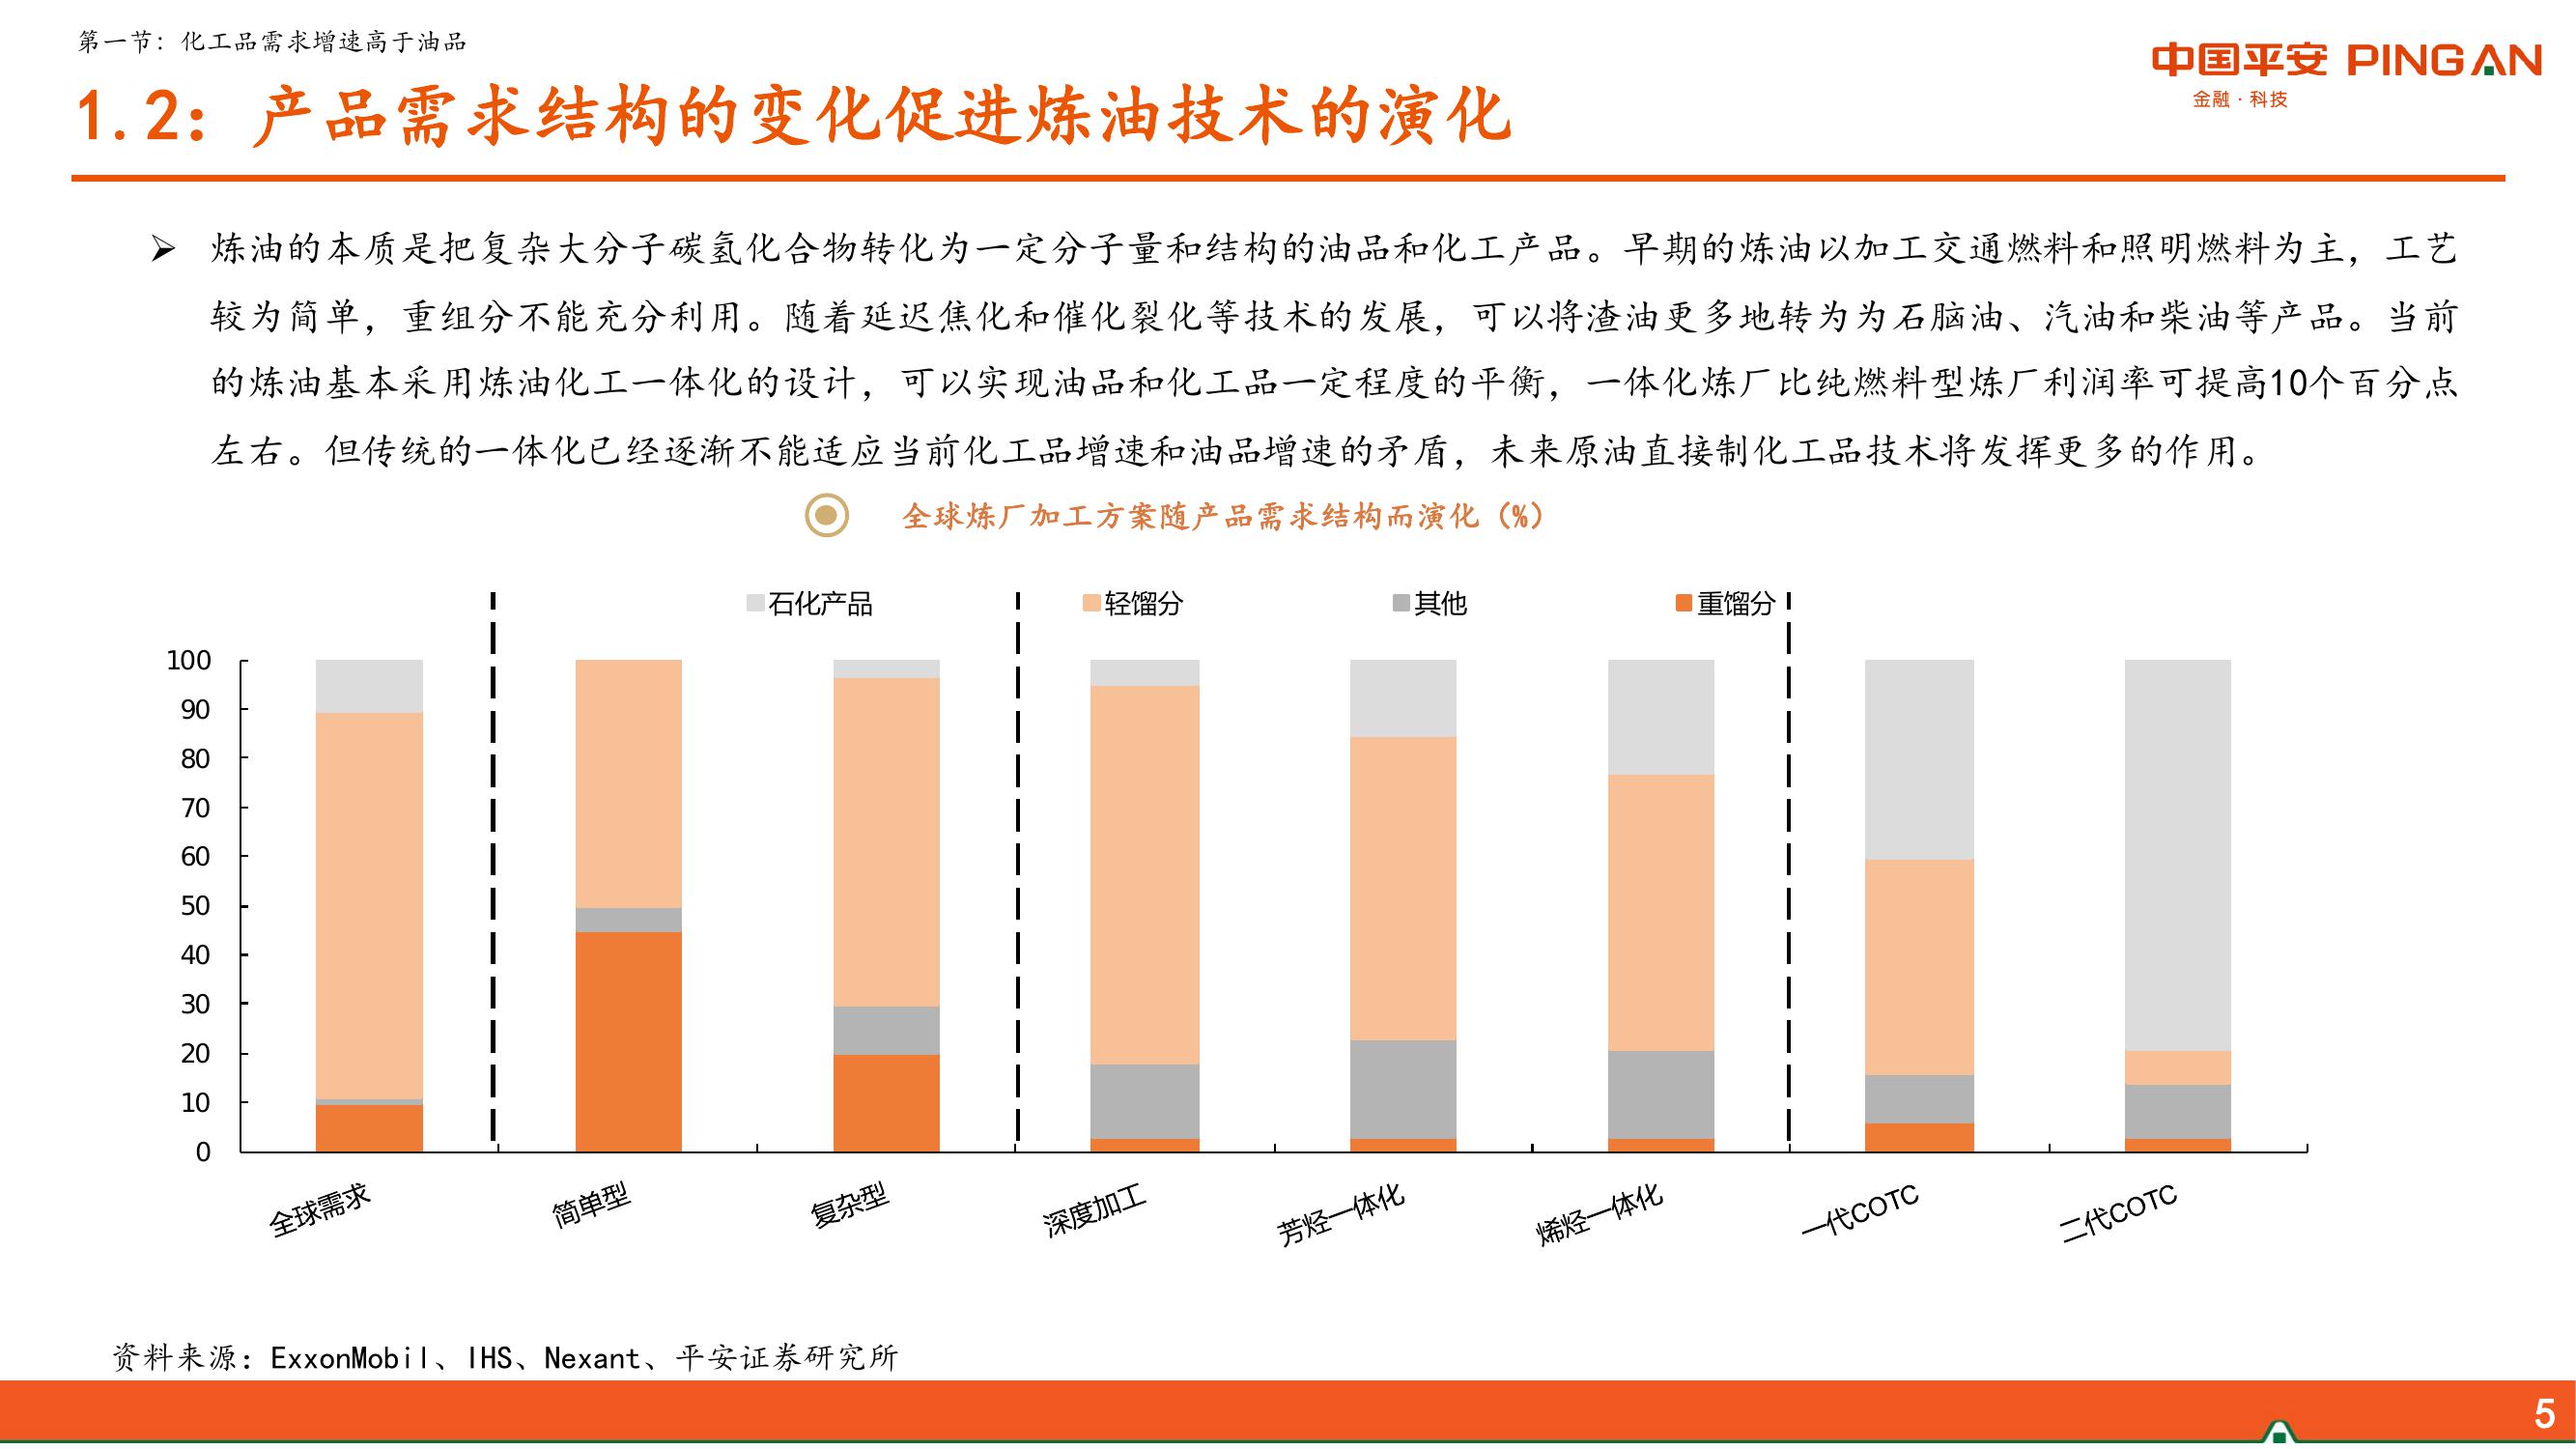 第一节：化工品需求增速高于油品
中国平安 PINGAN
金融·科技
1.2：产品需求结构的变化促进炼油技术的演化
炼油的本质是把复杂大分子碳氢化合物转化为一定分子量和结构的油品和化工产品。早期的炼油以加工交通燃料和照明燃料为主，工艺
较为简单，重组分不能充分利用。随着延迟焦化和催化裂化等技术的发展，可以将渣油更多地转为为石脑油、汽油和柴油等产品。当前
的炼油基本采用炼油化工一体化的设计，可以实现油品和化工品一定程度的平衡，一体化炼厂比纯燃料型炼厂利润率可提高10个百分点
左右。但传统的一体化已经逐渐不能适应当前化工品增速和油品增速的矛盾，未来原油直接制化工品技术将发挥更多的作用。
全球炼厂加工方案随产品需求结构而演化（%）
石化产品 轻馏分 其他 重馏分
100
90
80
70
60
50
40
30
20
10
0
全球需求 简单型 复杂型 深度加工 芳烃一体化 烯烃一体化 一代COTC 二代COTC
资料来源：ExxonMobil、IHS、Nexant、平安证券研究所
5